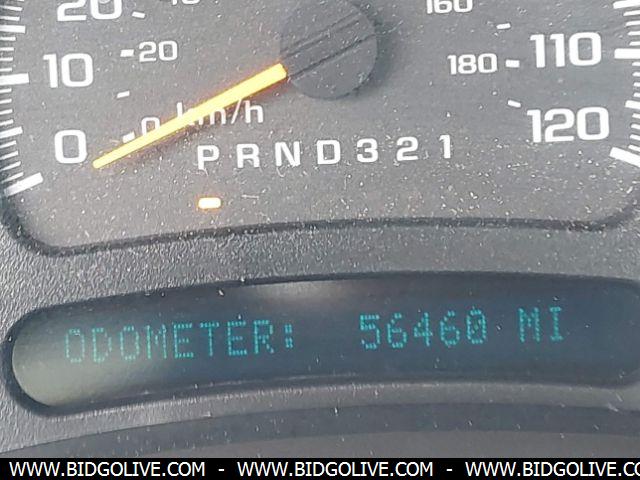 20 160
10 20 180 110
0 0 km/h 120
PRND321
ODOMETER: 56460 MI
WWW.BIDGOLIVE.COM - WWW.BIDGOLIVE.COM - WWW.BIDGOLIVE.COM